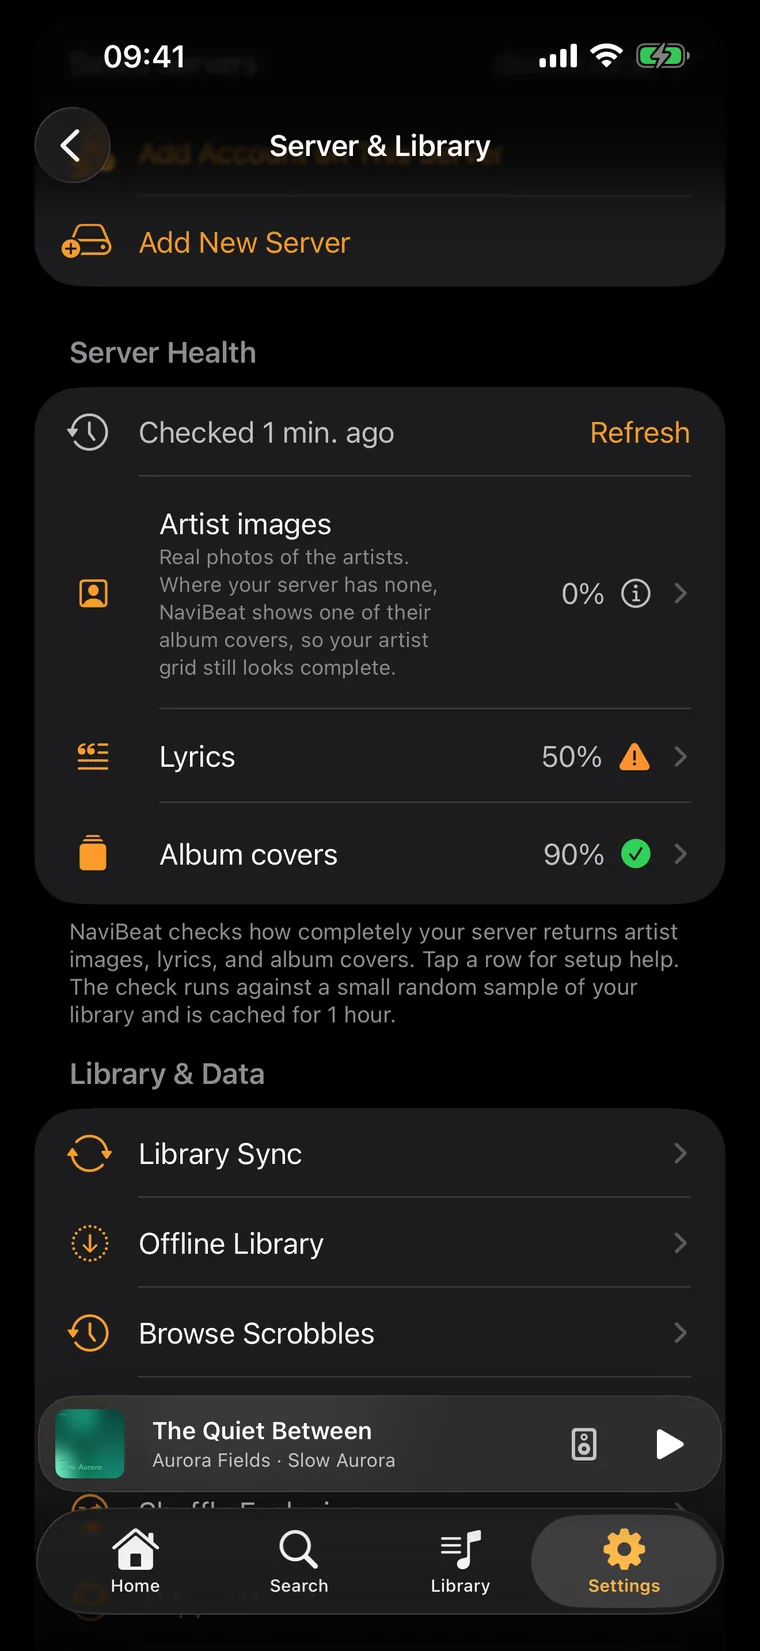 09:41
Server & Library
Add Account on This Server
Add New Server
Server Health
Checked 1 min. ago
Refresh
Artist images
Real photos of the artists.
Where your server has none,
NaviBeat shows one of their
album covers, so your artist
grid still looks complete.
0%
Lyrics
50%
Album covers
90%
NaviBeat checks how completely your server returns artist
images, lyrics, and album covers. Tap a row for setup help.
The check runs against a small random sample of your
library and is cached for 1 hour.
Library & Data
Library Sync
Offline Library
Browse Scrobbles
The Quiet Between
Aurora Fields · Slow Aurora
Home
Search
Library
Settings